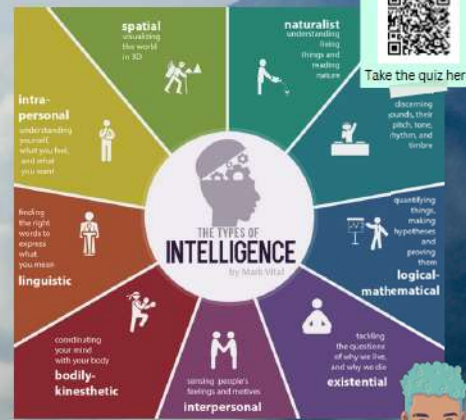 spatial
visualizing
the world
in 3D
naturalist
understanding
living
things and
reading
nature
Take the quiz her
discerning
sounds, their
pitch, tone,
rhythm, and
timbre
quantifying
things,
making
hypotheses
and
proving
them
logical-
mathematical
tackling
the questions
of why we live,
and why we die
existential
sensing people's
feelings and motives
interpersonal
coordinating
your mind
with your body
bodily-
kinesthetic
finding
the right
words to
express
what
you mean
linguistic
intra-
personal
understanding
yourself,
what you feel,
and what
you want
THE TYPES OF
INTELLIGENCE
by Mark Vital